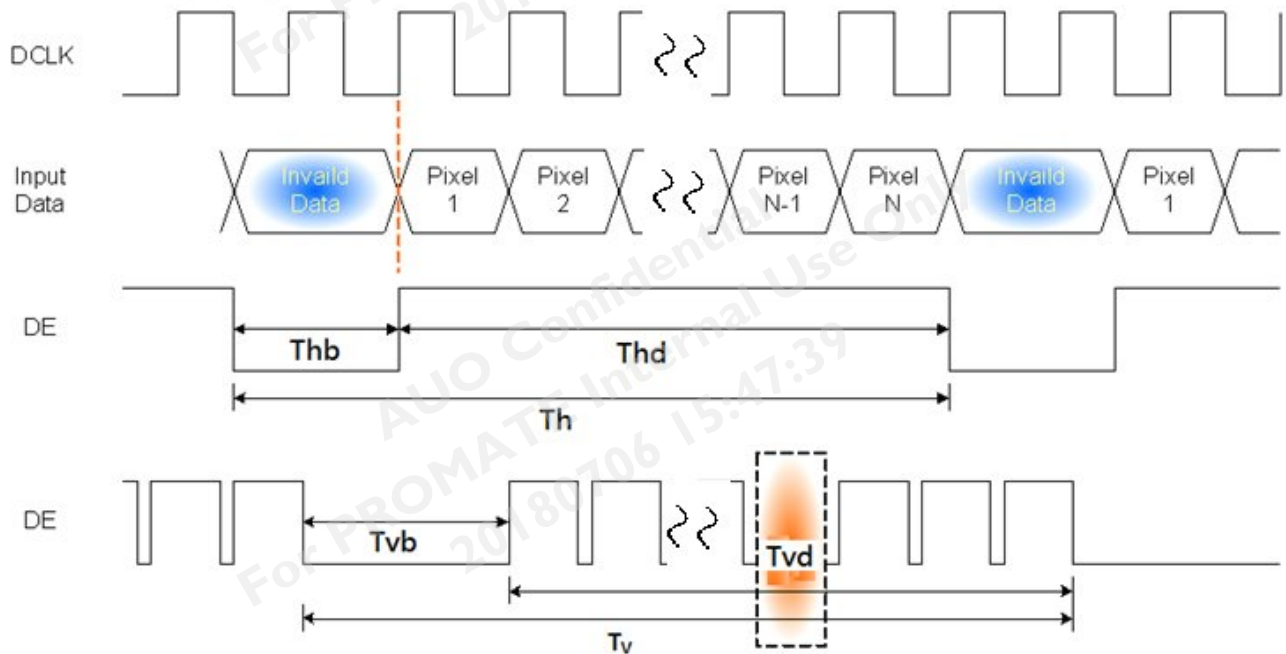 DCLK
Input
Data
Invaild
Data
Pixel
1
Pixel
2
Pixel
N-1
Pixel
N
Invaild
Data
Pixel
1
DE
Thb
Thd
Th
DE
Tvb
Tvd
Tv
AUO Confidential
For PROMATE Internal Use Only
20180706 15:47:39